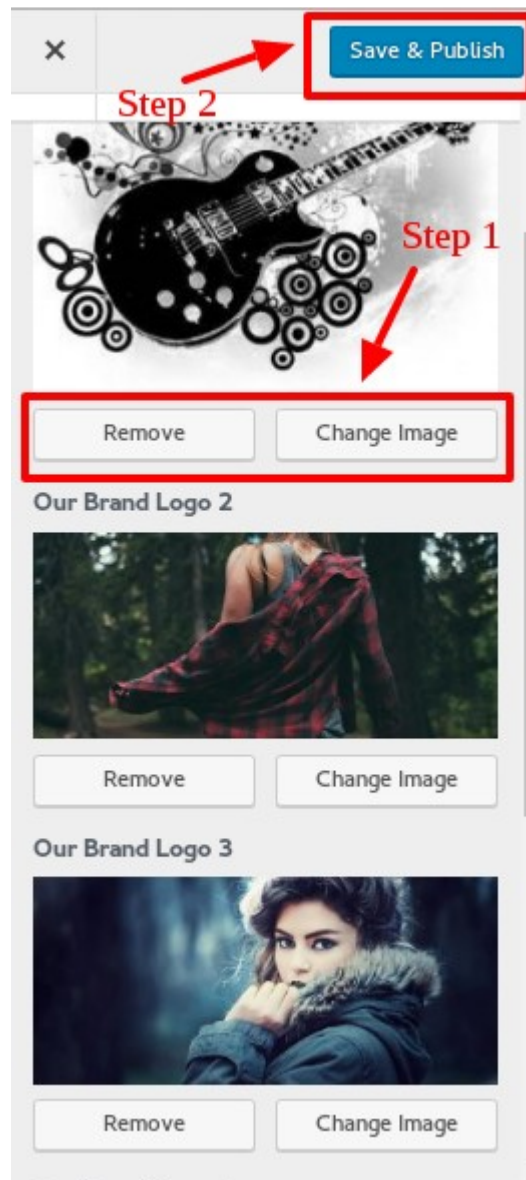 × Save & Publish
Step 2
Step 1
Remove Change Image
Our Brand Logo 2
Remove Change Image
Our Brand Logo 3
Remove Change Image